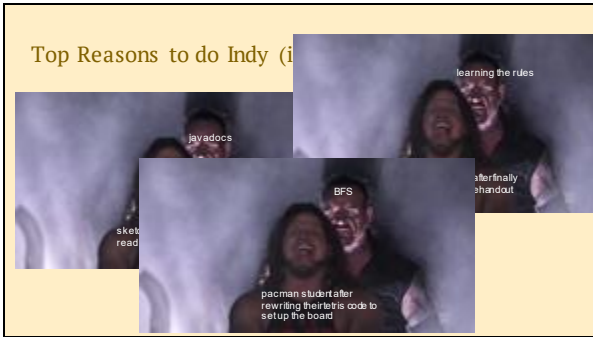 Top Reasons to do Indy (i
learning the rules
javadocs
afterfinally
ehandout
BFS
sket
read
pacman student after
rewriting theirtetris code to
set up the board